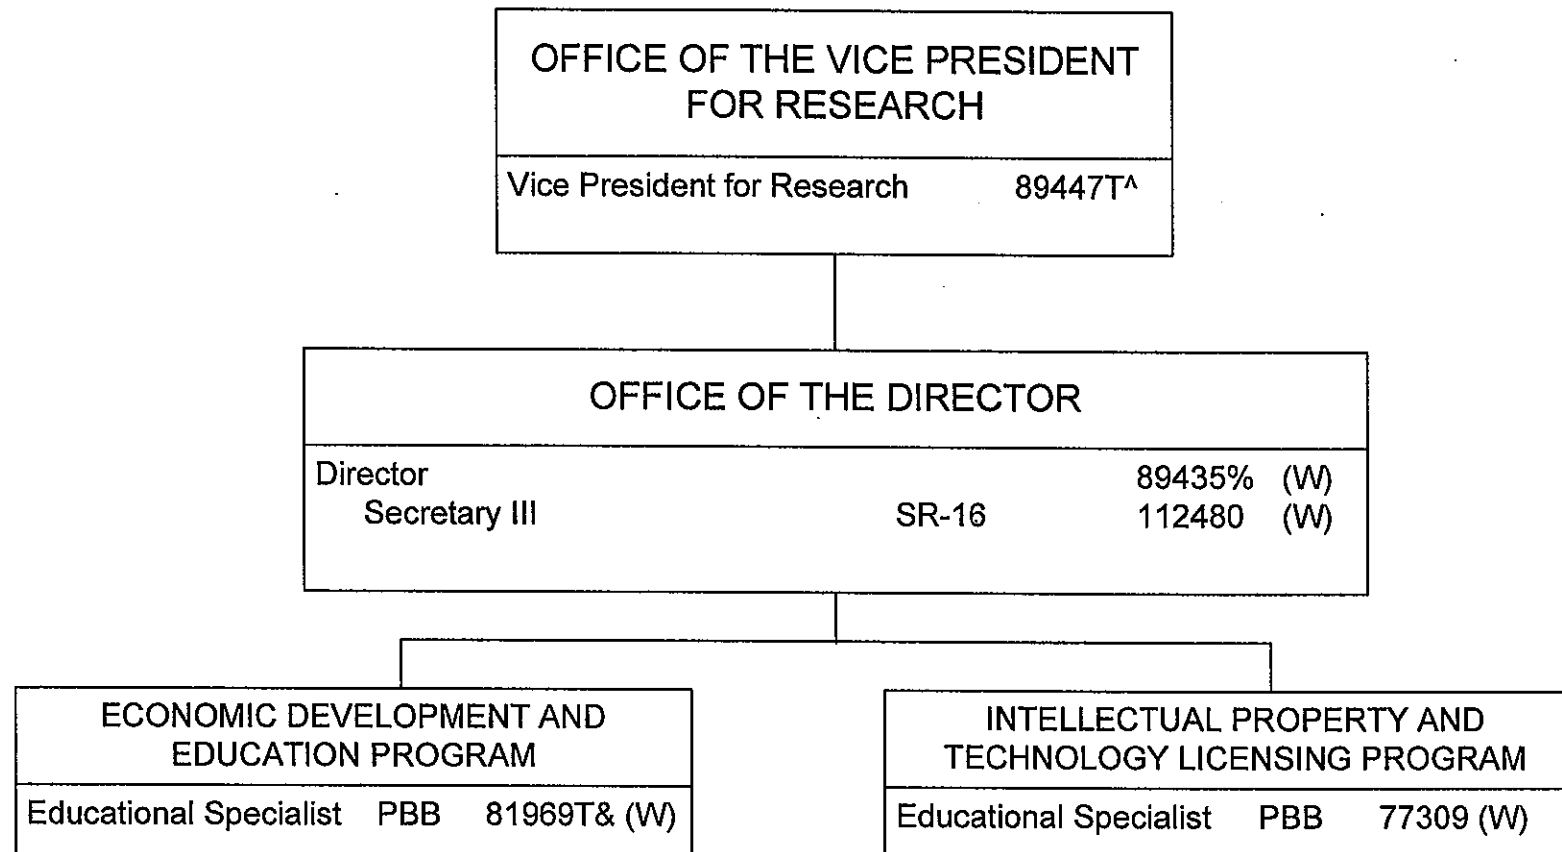 OFFICE OF THE VICE PRESIDENT
FOR RESEARCH
Vice President for Research 89447T^
OFFICE OF THE DIRECTOR
Director 89435% (W)
Secretary III SR-16 112480 (W)
ECONOMIC DEVELOPMENT AND
EDUCATION PROGRAM
Educational Specialist PBB 81969T& (W)
INTELLECTUAL PROPERTY AND
TECHNOLOGY LICENSING PROGRAM
Educational Specialist PBB 77309 (W)